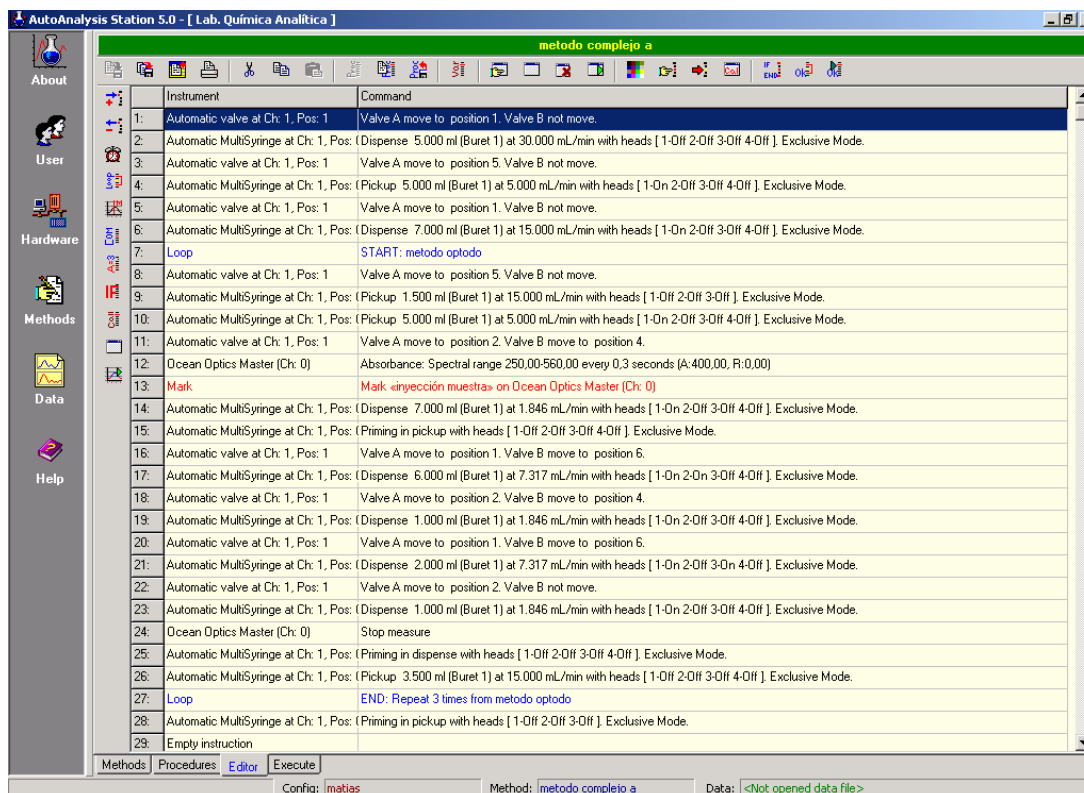 AutoAnalysis Station 5.0 - [ Lab. Química Analítica ]
metodo complejo a
About
User
Hardware
Methods
Data
Help
Instrument Command
1: Automatic valve at Ch: 1, Pos: 1 Valve A move to position 1. Valve B not move.
2: Automatic MultiSyringe at Ch: 1, Pos: ( Dispense 5.000 ml (Buret 1) at 30.000 mL/min with heads [ 1-Off 2-Off 3-Off 4-Off ]. Exclusive Mode.
3: Automatic valve at Ch: 1, Pos: 1 Valve A move to position 5. Valve B not move.
4: Automatic MultiSyringe at Ch: 1, Pos: ( Pickup 5.000 ml (Buret 1) at 5.000 mL/min with heads [ 1-On 2-Off 3-Off 4-Off ]. Exclusive Mode.
5: Automatic valve at Ch: 1, Pos: 1 Valve A move to position 1. Valve B not move.
6: Automatic MultiSyringe at Ch: 1, Pos: ( Dispense 7.000 ml (Buret 1) at 15.000 mL/min with heads [ 1-On 2-Off 3-Off 4-Off ]. Exclusive Mode.
7: Loop START: metodo optodo
8: Automatic valve at Ch: 1, Pos: 1 Valve A move to position 5. Valve B not move.
9: Automatic MultiSyringe at Ch: 1, Pos: ( Pickup 1.500 ml (Buret 1) at 15.000 mL/min with heads [ 1-Off 2-Off 3-Off ]. Exclusive Mode.
10: Automatic MultiSyringe at Ch: 1, Pos: ( Pickup 5.000 ml (Buret 1) at 5.000 mL/min with heads [ 1-On 2-Off 3-Off 4-Off ]. Exclusive Mode.
11: Automatic valve at Ch: 1, Pos: 1 Valve A move to position 2. Valve B move to position 4.
12: Ocean Optics Master (Ch: 0) Absorbance: Spectral range 250,00-560,00 every 0,3 seconds (A:400,00, R:0,00)
13: Mark Mark «inyección muestra» on Ocean Optics Master (Ch: 0)
14: Automatic MultiSyringe at Ch: 1, Pos: ( Dispense 7.000 ml (Buret 1) at 1.846 mL/min with heads [ 1-On 2-Off 3-On 4-Off ]. Exclusive Mode.
15: Automatic MultiSyringe at Ch: 1, Pos: ( Priming in pickup with heads [ 1-Off 2-Off 3-Off 4-Off ]. Exclusive Mode.
16: Automatic valve at Ch: 1, Pos: 1 Valve A move to position 1. Valve B move to position 6.
17: Automatic MultiSyringe at Ch: 1, Pos: ( Dispense 6.000 ml (Buret 1) at 7.317 mL/min with heads [ 1-On 2-Off 3-Off 4-On ]. Exclusive Mode.
18: Automatic valve at Ch: 1, Pos: 1 Valve A move to position 2. Valve B move to position 4.
19: Automatic MultiSyringe at Ch: 1, Pos: ( Dispense 1.000 ml (Buret 1) at 1.846 mL/min with heads [ 1-On 2-Off 3-Off 4-Off ]. Exclusive Mode.
20: Automatic valve at Ch: 1, Pos: 1 Valve A move to position 1. Valve B move to position 6.
21: Automatic MultiSyringe at Ch: 1, Pos: ( Dispense 2.000 ml (Buret 1) at 7.317 mL/min with heads [ 1-On 2-Off 3-On 4-Off ]. Exclusive Mode.
22: Automatic valve at Ch: 1, Pos: 1 Valve A move to position 2. Valve B not move.
23: Automatic MultiSyringe at Ch: 1, Pos: ( Dispense 1.000 ml (Buret 1) at 1.846 mL/min with heads [ 1-On 2-Off 3-Off 4-Off ]. Exclusive Mode.
24: Ocean Optics Master (Ch: 0) Stop measure
25: Automatic MultiSyringe at Ch: 1, Pos: ( Priming in dispense with heads [ 1-Off 2-Off 3-Off 4-Off ]. Exclusive Mode.
26: Automatic MultiSyringe at Ch: 1, Pos: ( Pickup 3.500 ml (Buret 1) at 15.000 mL/min with heads [ 1-Off 2-Off 3-Off 4-Off ]. Exclusive Mode.
27: Loop END: Repeat 3 times from metodo optodo
28: Automatic MultiSyringe at Ch: 1, Pos: ( Priming in pickup with heads [ 1-Off 2-Off 3-Off ]. Exclusive Mode.
29: Empty instruction
Methods Procedures Editor Execute
Config: matias Method: metodo complejo a Data: <Not opened data file>